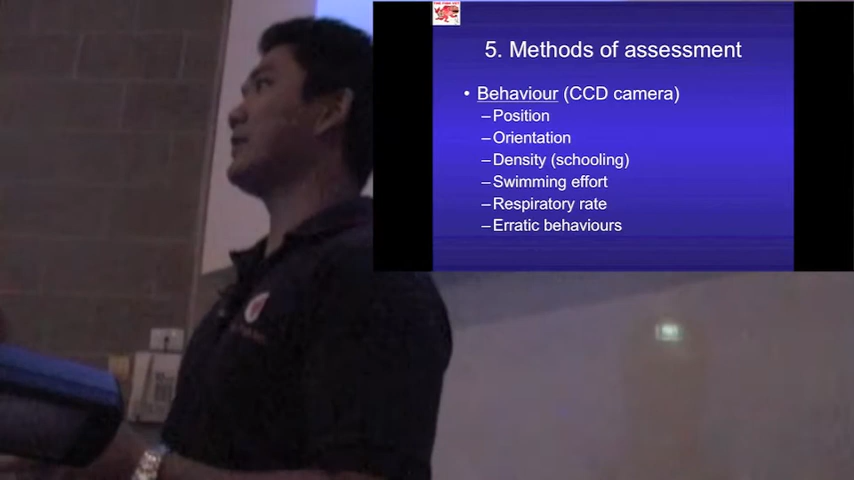 5. Methods of assessment
• Behaviour (CCD camera)
–Position
–Orientation
–Density (schooling)
–Swimming effort
–Respiratory rate
–Erratic behaviours